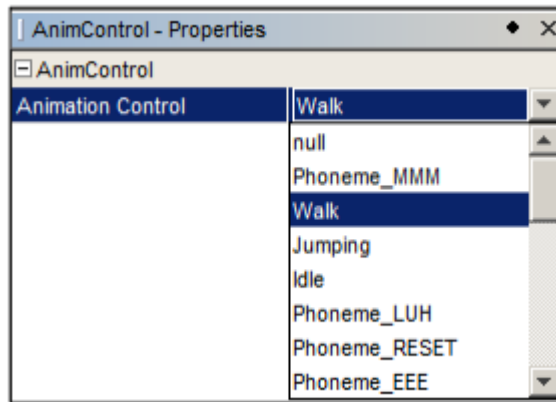 AnimControl - Properties
AnimControl
Animation Control Walk
null
Phoneme_MMM
Walk
Jumping
Idle
Phoneme_LUH
Phoneme_RESET
Phoneme_EEE